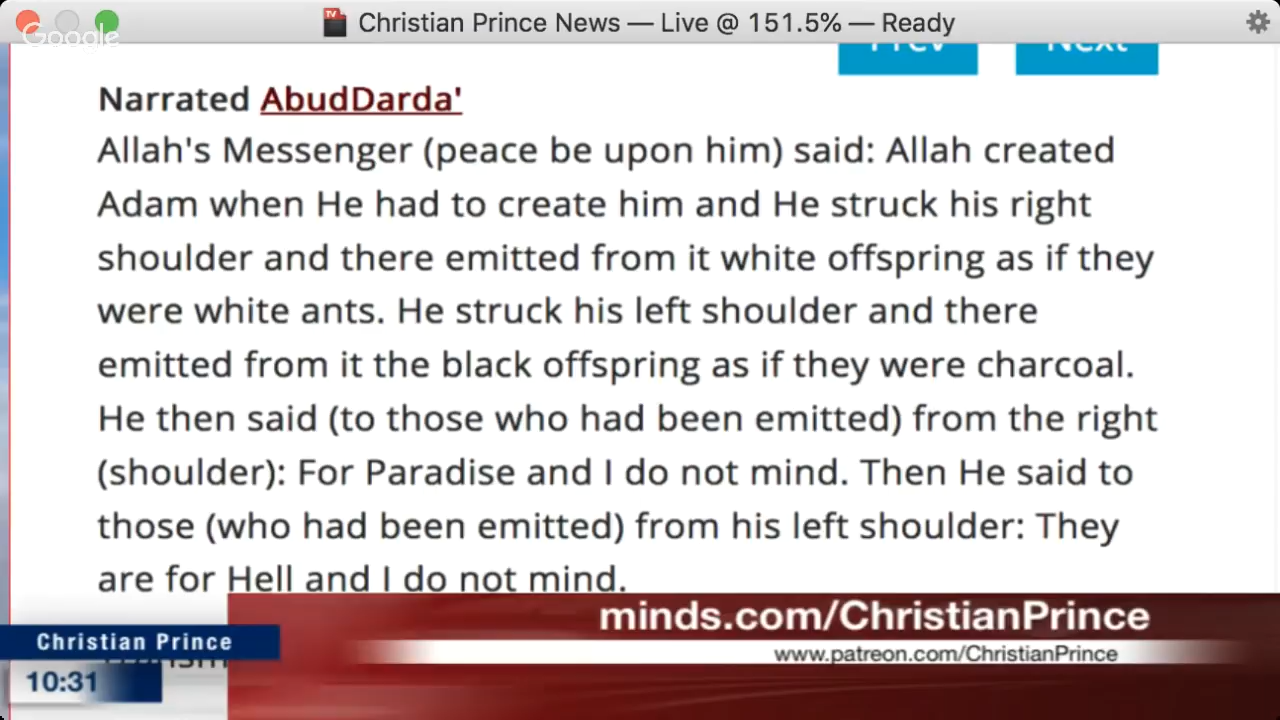 Christian Prince News — Live @ 151.5% — Ready
Google
Prev Next
Narrated AbudDarda'
Allah's Messenger (peace be upon him) said: Allah created
Adam when He had to create him and He struck his right
shoulder and there emitted from it white offspring as if they
were white ants. He struck his left shoulder and there
emitted from it the black offspring as if they were charcoal.
He then said (to those who had been emitted) from the right
(shoulder): For Paradise and I do not mind. Then He said to
those (who had been emitted) from his left shoulder: They
are for Hell and I do not mind.
minds.com/ChristianPrince
Christian Prince
www.patreon.com/ChristianPrince
10:31